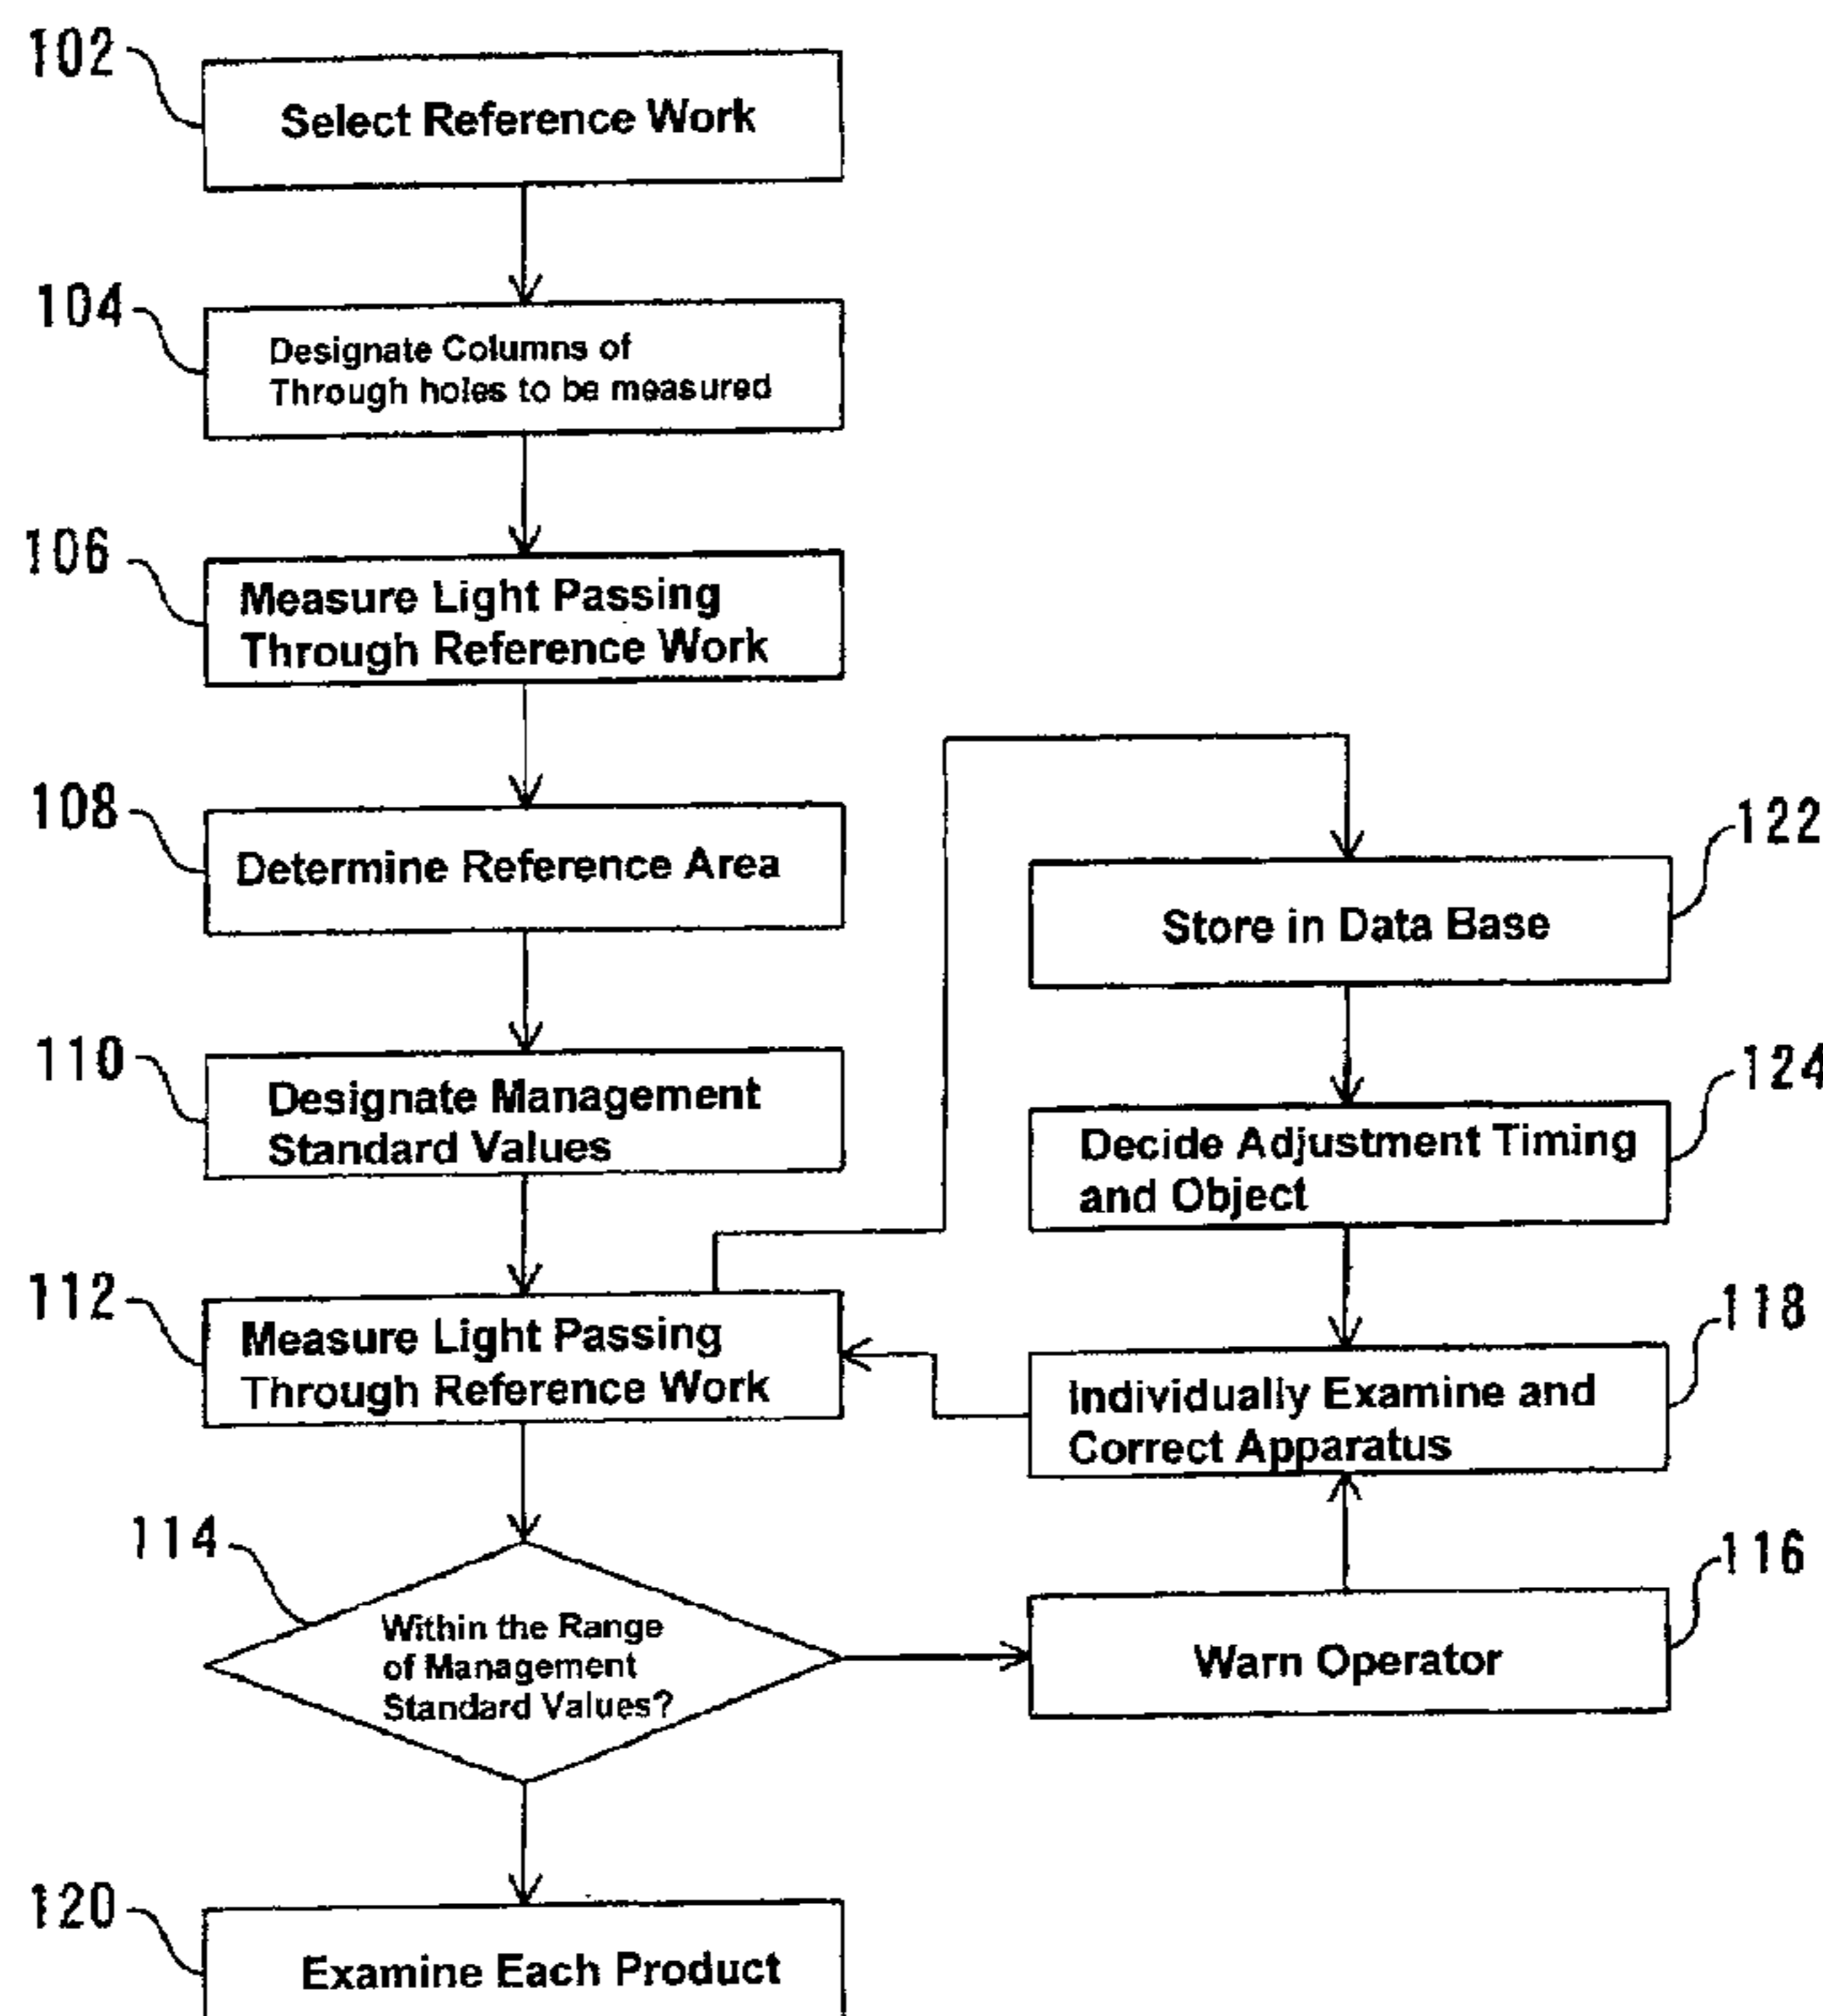 102
Select Reference Work
104
Designate Columns of
Through holes to be measured
106
Measure Light Passing
Through Reference Work
108
Determine Reference Area
110
Designate Management
Standard Values
112
Measure Light Passing
Through Reference Work
114
Within the Range
of Management
Standard Values?
120
Examine Each Product
122
Store in Data Base
124
Decide Adjustment Timing
and Object
118
Individually Examine and
Correct Apparatus
116
Warn Operator